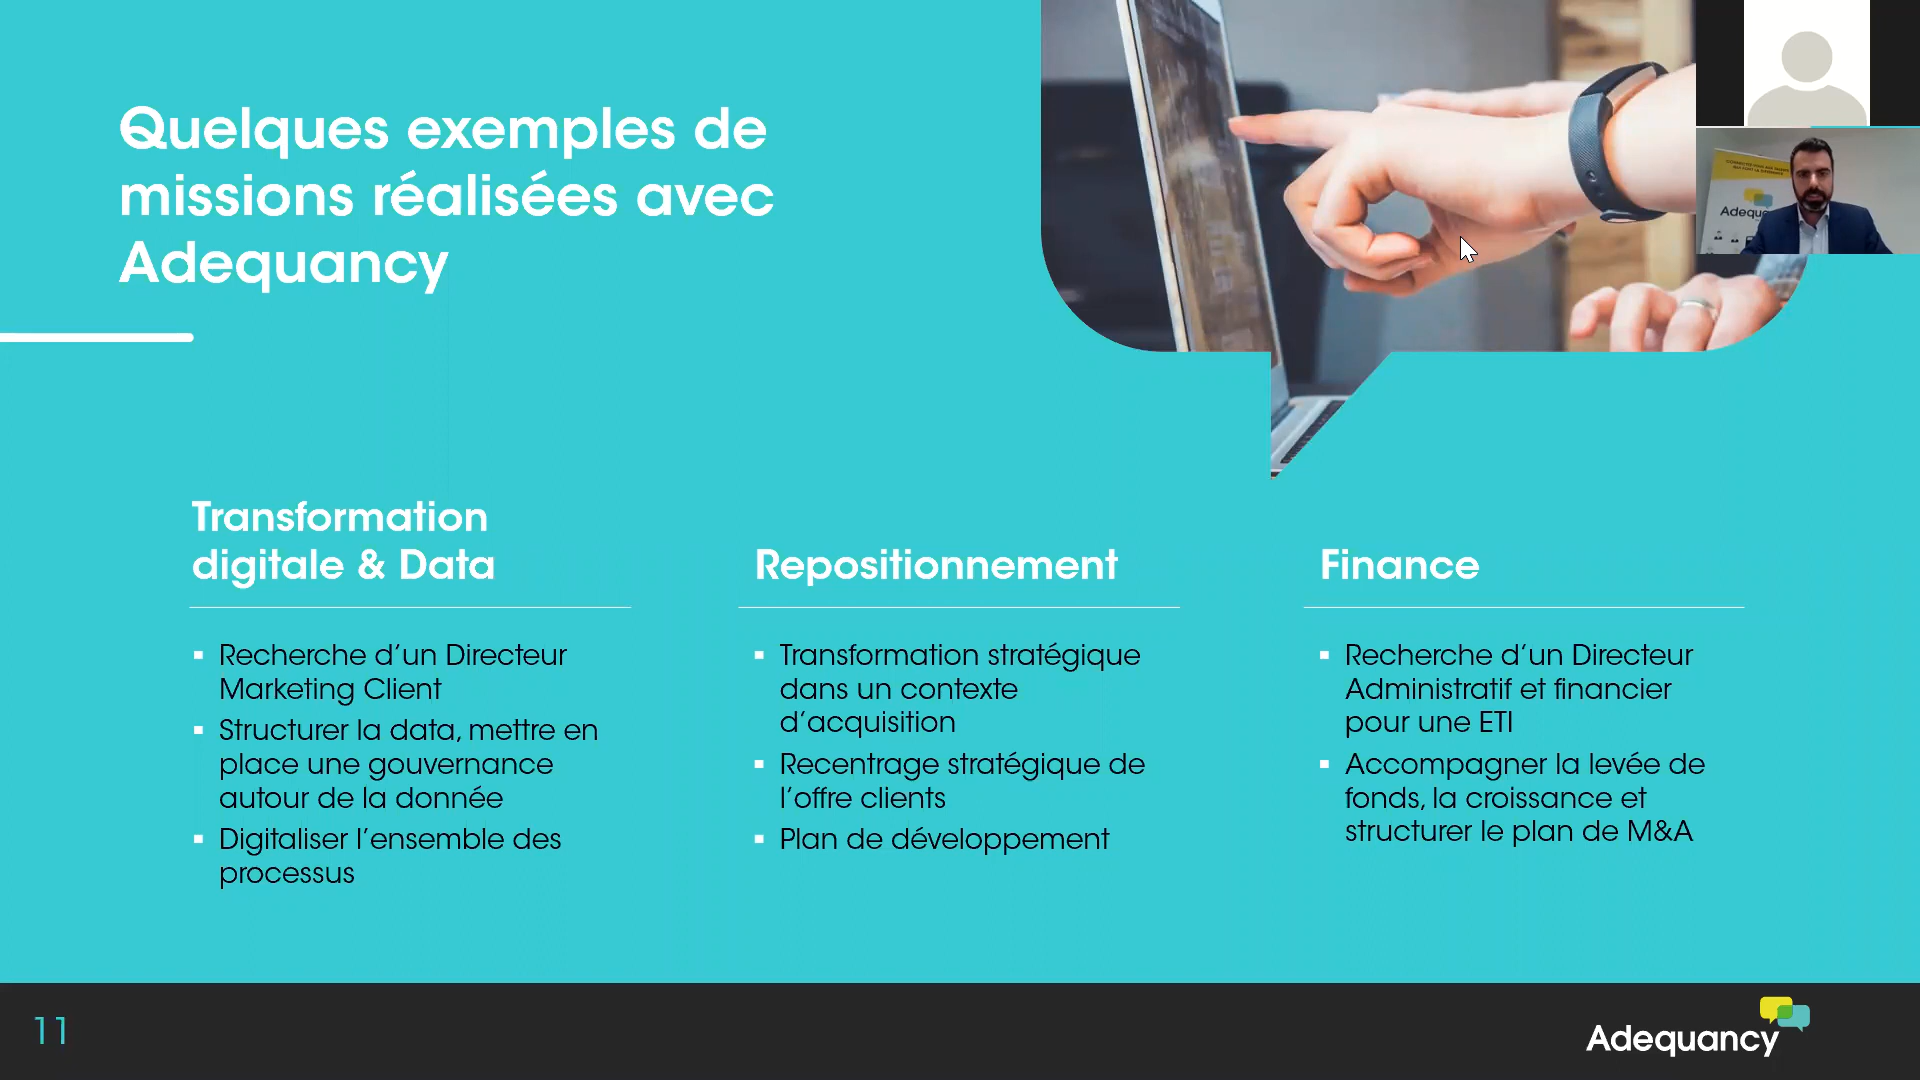 Quelques exemples de
missions réalisées avec
Adequancy
Transformation
digitale & Data
Recherche d’un Directeur
Marketing Client
Structurer la data, mettre en
place une gouvernance
autour de la donnée
Digitaliser l’ensemble des
processus
Repositionnement
Transformation stratégique
dans un contexte
d’acquisition
Recentrage stratégique de
l’offre clients
Plan de développement
Finance
Recherche d’un Directeur
Administratif et financier
pour une ETI
Accompagner la levée de
fonds, la croissance et
structurer le plan de M&A
11
Adequancy